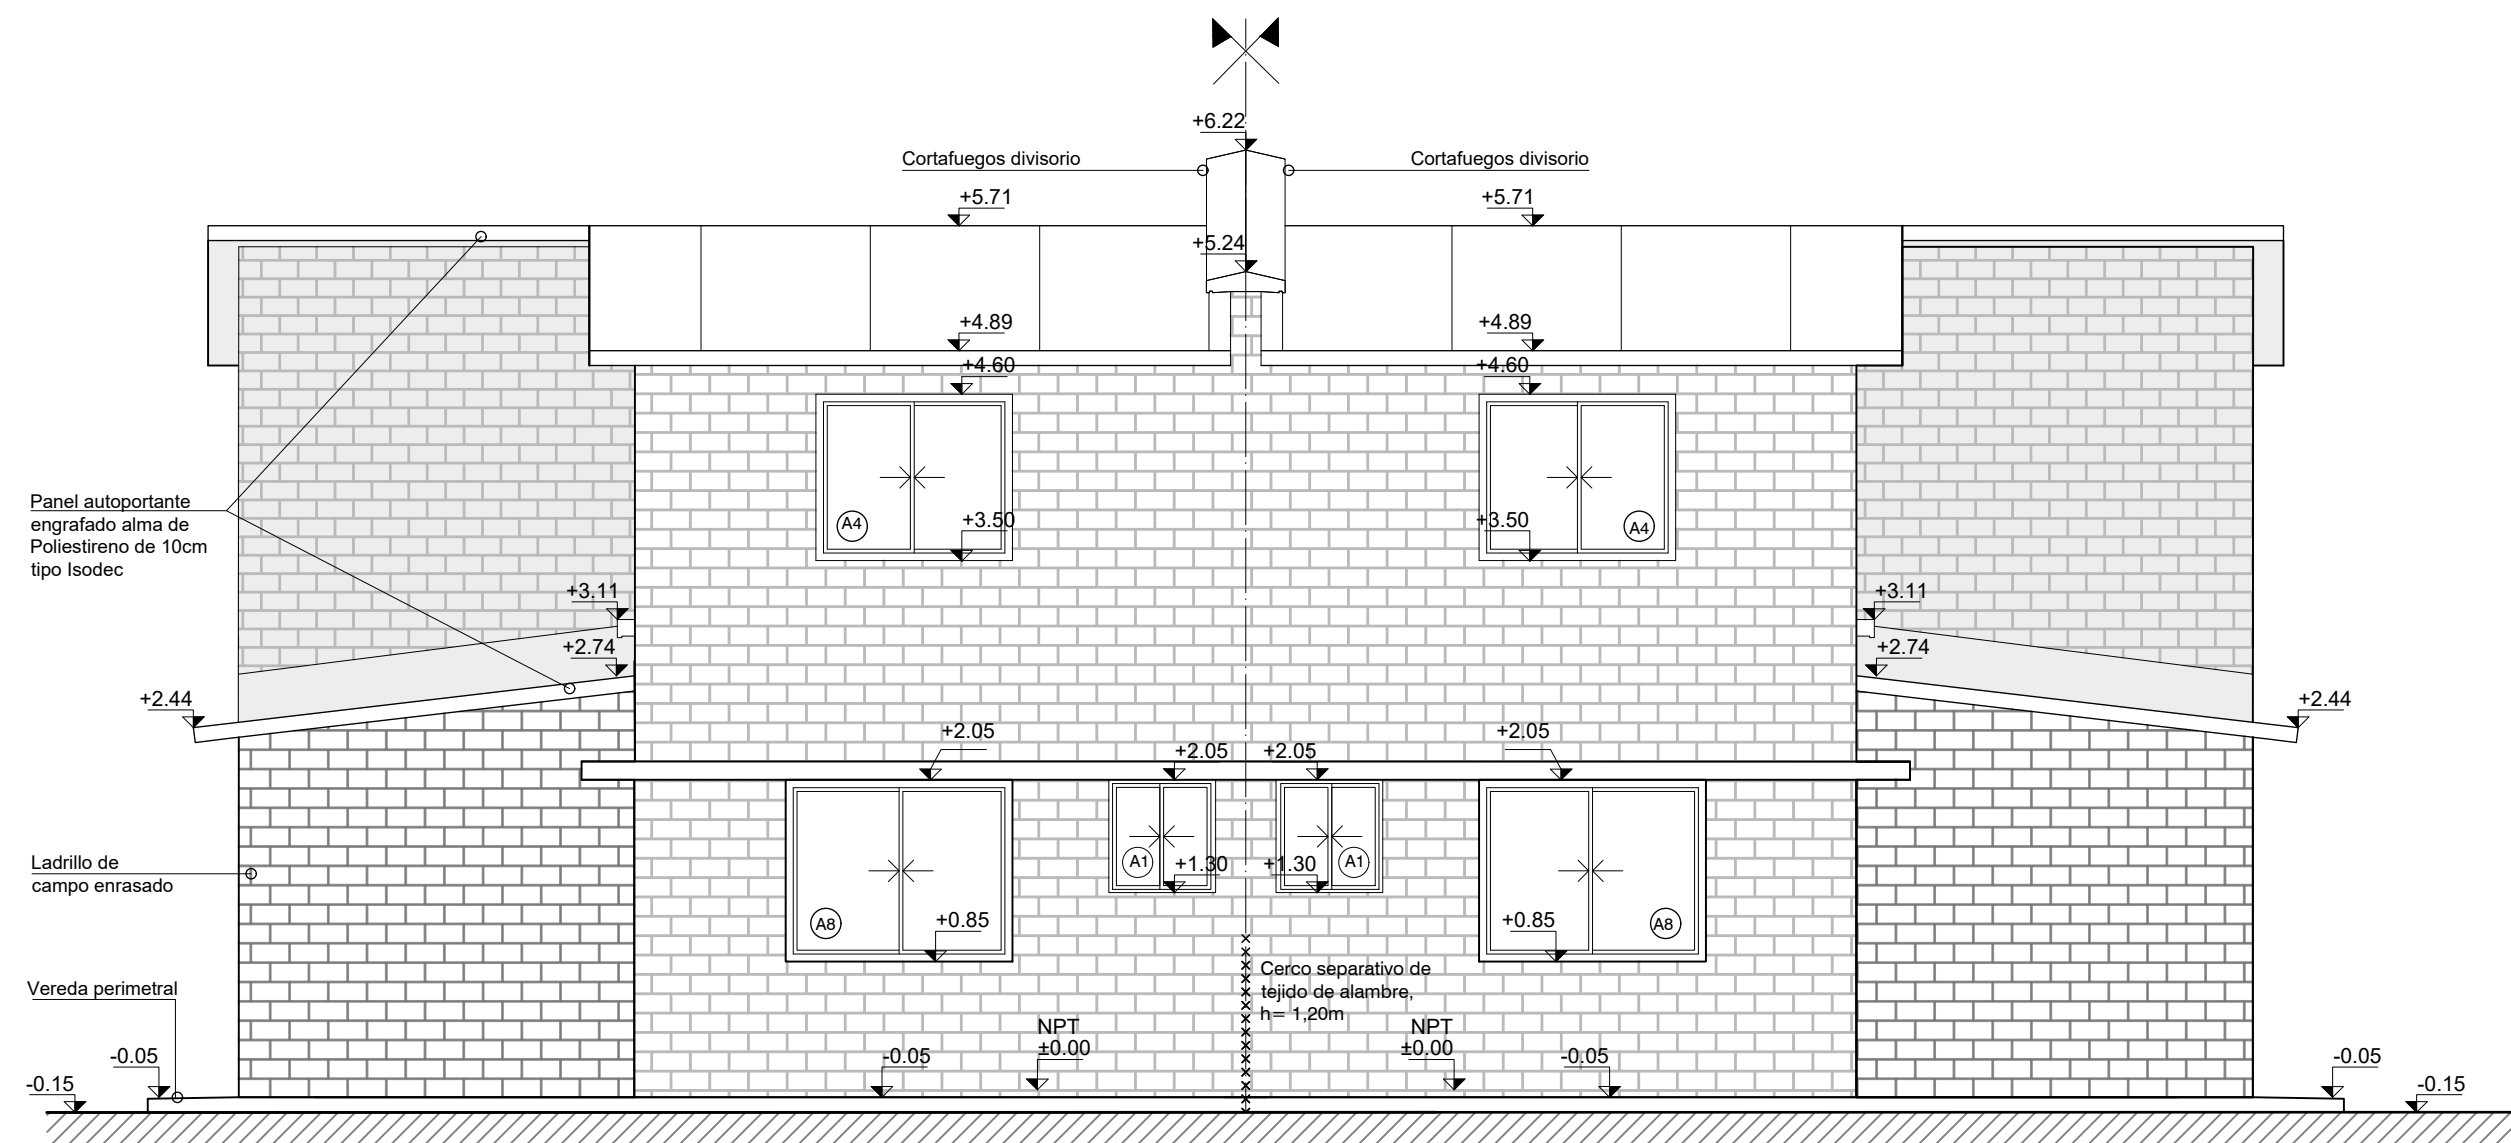 +6.22
Cortafuegos divisorio
Cortafuegos divisorio
+5.71
+5.71
+5.24
+4.89
+4.89
+4.60
+4.60
Panel autoportante
engrafado alma de
Poliestireno de 10cm
tipo Isodec
A4
+3.50
+3.50
A4
+3.11
+3.11
+2.74
+2.74
+2.44
+2.44
+2.05
+2.05
+2.05
+2.05
Ladrillo de
campo enrasado
A1
+1.30
+1.30
A1
A8
+0.85
+0.85
A8
Cerco separativo de
tejido de alambre,
h= 1,20m
Vereda perimetral
NPT
±0.00
NPT
±0.00
-0.05
-0.05
-0.05
-0.05
-0.15
-0.15